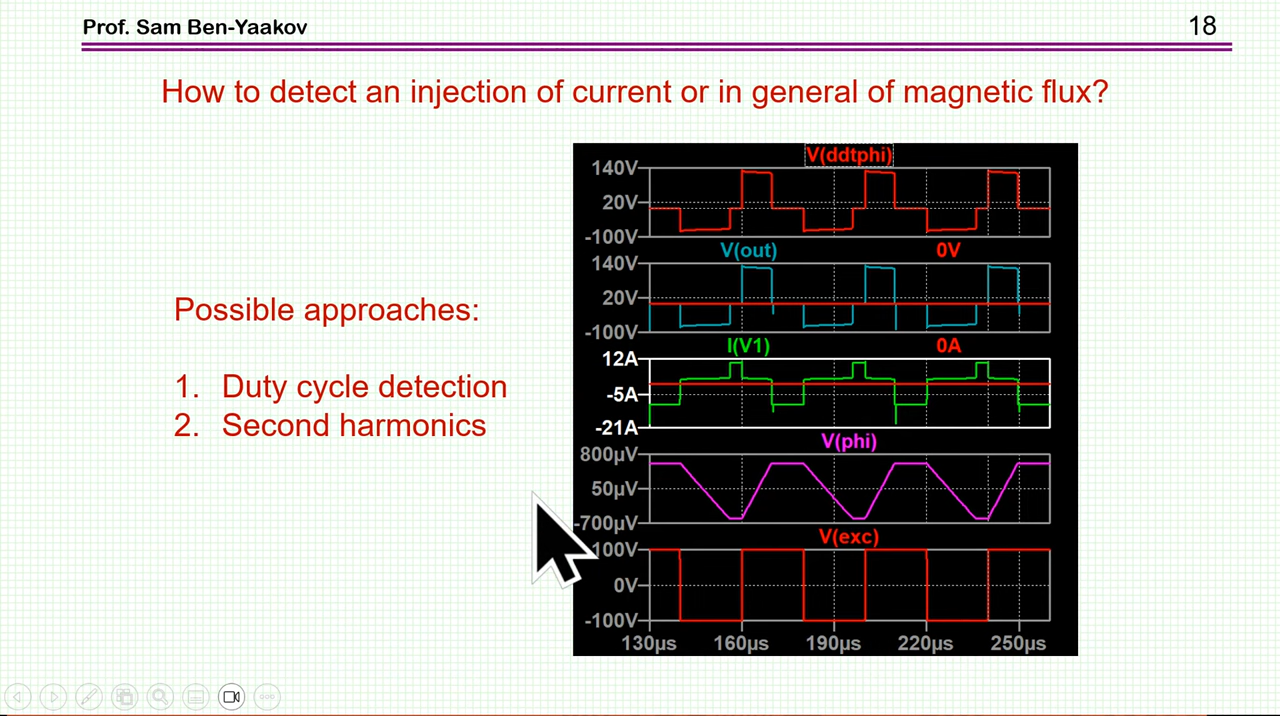 Prof. Sam Ben-Yaakov
18
How to detect an injection of current or in general of magnetic flux?
Possible approaches:
1. Duty cycle detection
2. Second harmonics
V(ddtphi)
140V
20V
-100V
V(out) 0V
140V
20V
-100V
I(V1) 0A
12A
-5A
-21A
V(phi)
800µV
50µV
-700µV
V(exc)
100V
0V
-100V
130µs 160µs 190µs 220µs 250µs